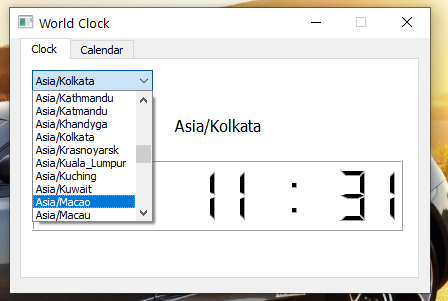 World Clock
Clock
Calendar
Asia/Kolkata
Asia/Kathmandu
Asia/Katmandu
Asia/Khandyga
Asia/Kolkata
Asia/Krasnoyarsk
Asia/Kuala_Lumpur
Asia/Kuching
Asia/Kuwait
Asia/Macao
Asia/Macau
Asia/Kolkata
11 : 31